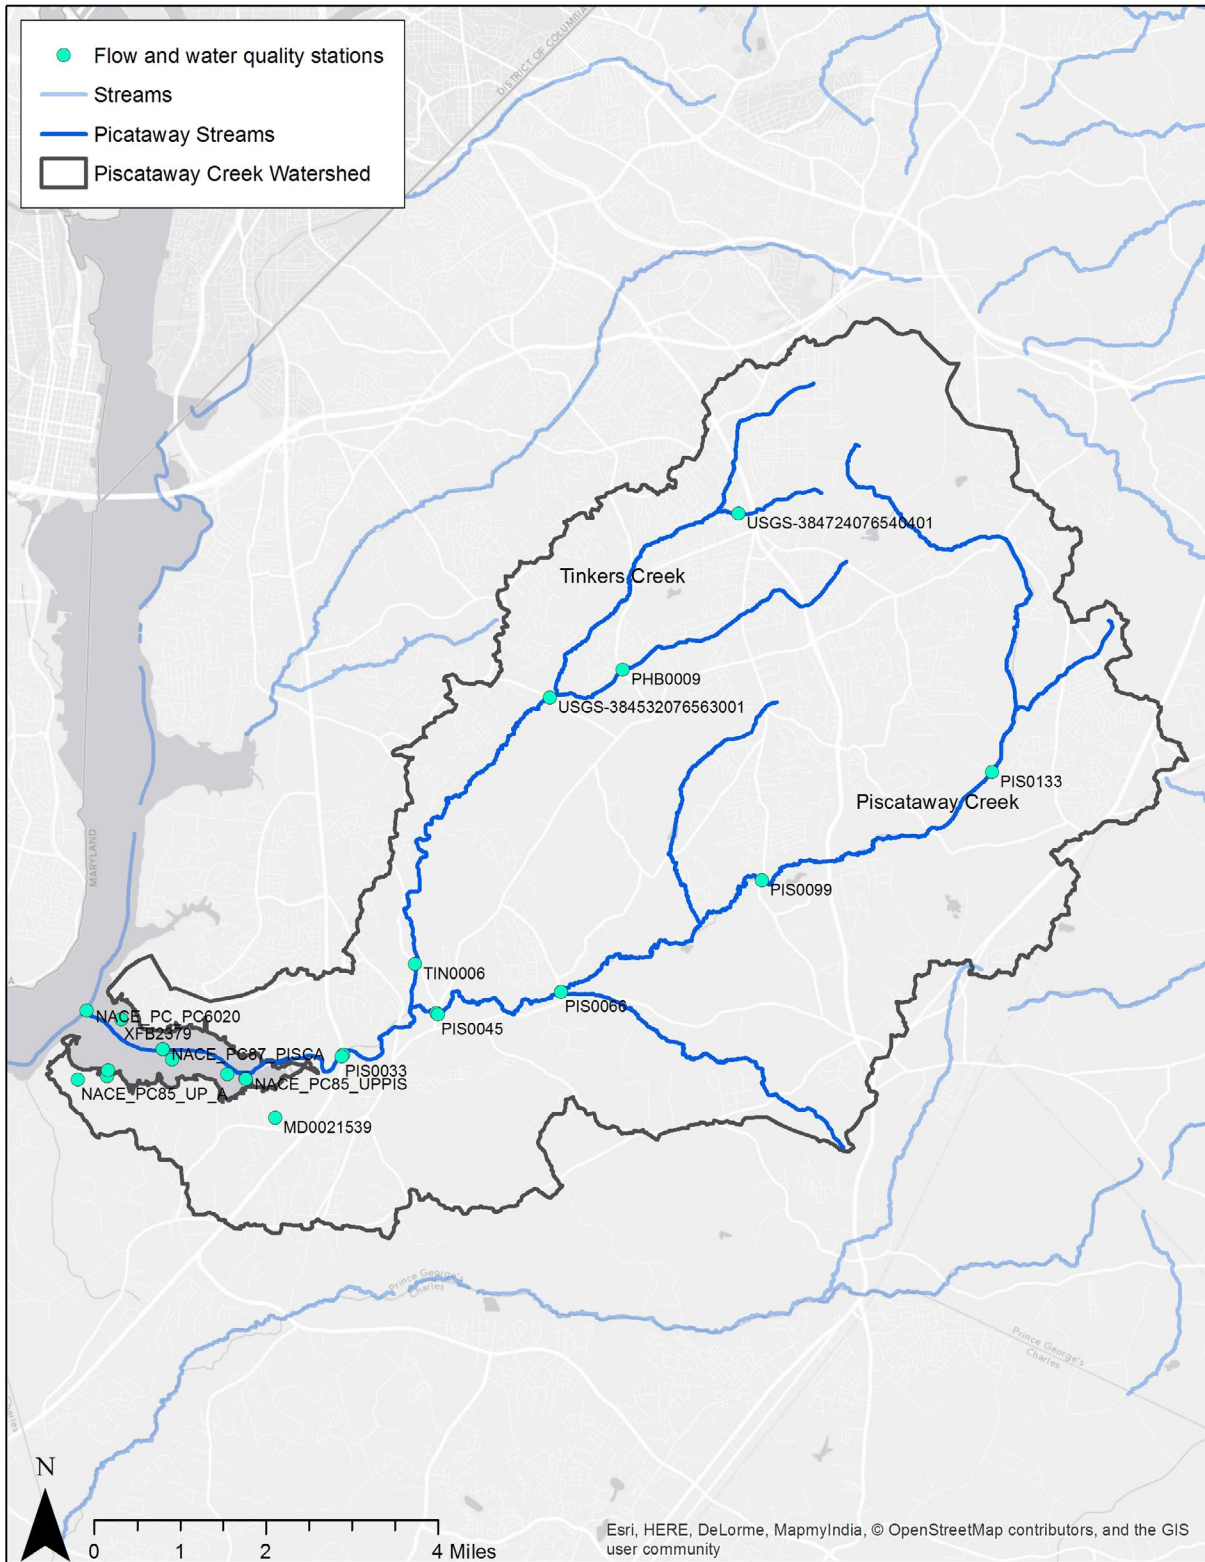 Flow and water quality stations
Streams
Picataway Streams
Piscataway Creek Watershed
DISTRICT OF COLUMBIA
USGS-384724076540401
Tinkers Creek
PHB0009
USGS-384532076563001
PIS0133
Piscataway Creek
MARYLAND
PIS0099
TIN0006
PIS0066
NACE_PC_PC6020
PIS0045
XFB2379
NACE_PC87_PISCA
PIS0033
NACE_PC85_UPPIS
NACE_PC85_UP_A
MD0021539
Prince George's
Charles
Prince George's
Charles
Charles
N
0 1 2 4 Miles
Esri, HERE, DeLorme, MapmyIndia, © OpenStreetMap contributors, and the GIS
user community